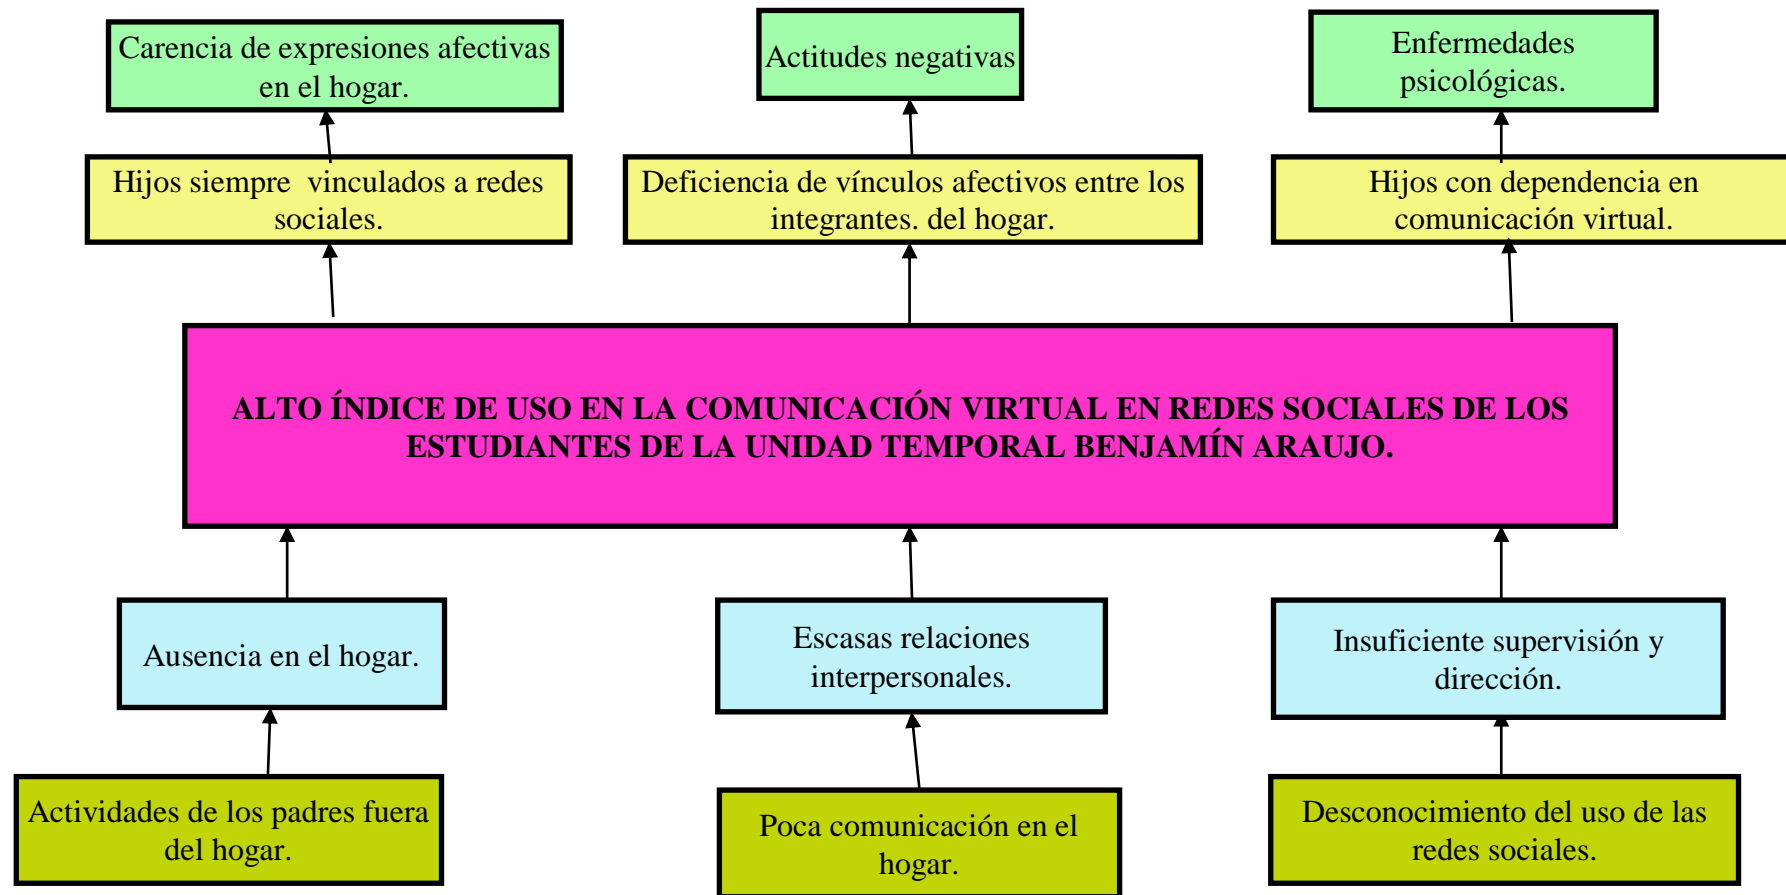 Carencia de expresiones afectivas
en el hogar.
Actitudes negativas
Enfermedades
psicológicas.
Hijos siempre  vinculados a redes
sociales.
Deficiencia de vínculos afectivos entre los
integrantes. del hogar.
Hijos con dependencia en
comunicación virtual.
ALTO ÍNDICE DE USO EN LA COMUNICACIÓN VIRTUAL EN REDES SOCIALES DE LOS
ESTUDIANTES DE LA UNIDAD TEMPORAL BENJAMÍN ARAUJO.
Ausencia en el hogar.
Escasas relaciones
interpersonales.
Insuficiente supervisión y
dirección.
Actividades de los padres fuera
del hogar.
Poca comunicación en el
hogar.
Desconocimiento del uso de las
redes sociales.